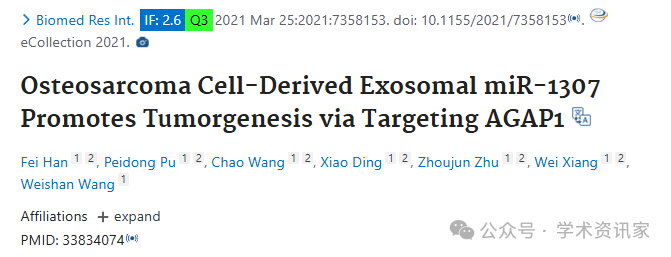 Biomed Res Int. IF: 2.6 Q3 2021 Mar 25:2021:7358153. doi: 10.1155/2021/7358153.
eCollection 2021.
Osteosarcoma Cell-Derived Exosomal miR-1307
Promotes Tumorgenesis via Targeting AGAP1
Fei Han 1 2, Peidong Pu 1 2, Chao Wang 1 2, Xiao Ding 1 2, Zhoujun Zhu 1 2, Wei Xiang 1 2,
Weishan Wang 1
Affiliations + expand
PMID: 33834074
公众号 · 学术资讯家